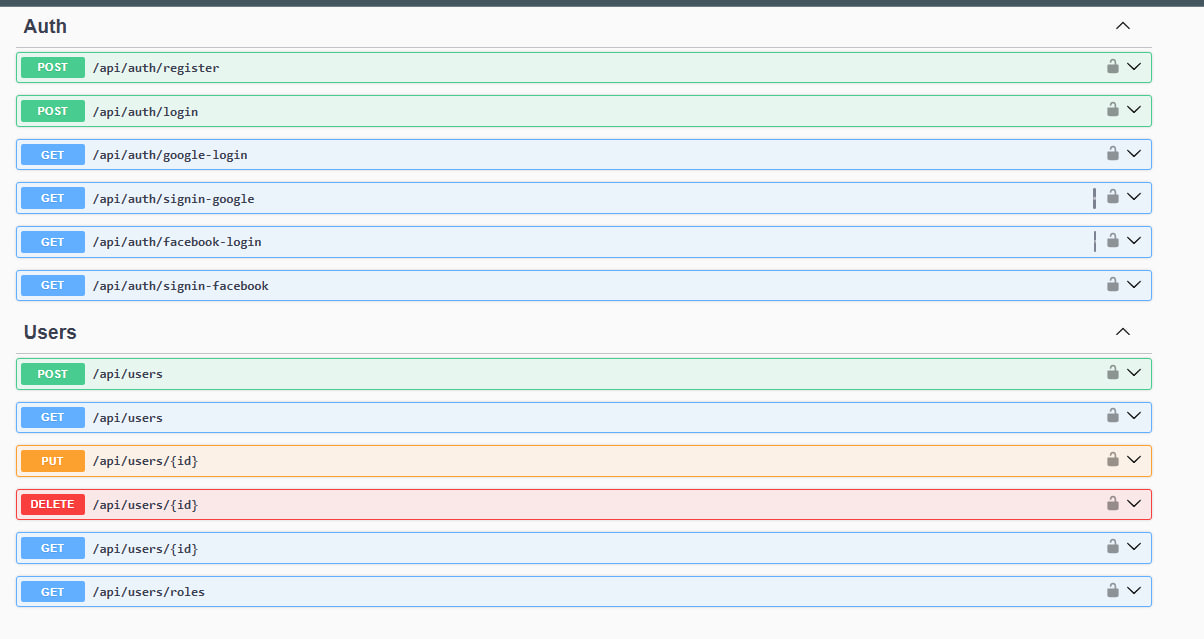 Auth
POST /api/auth/register
POST /api/auth/login
GET /api/auth/google-login
GET /api/auth/signin-google
GET /api/auth/facebook-login
GET /api/auth/signin-facebook
Users
POST /api/users
GET /api/users
PUT /api/users/{id}
DELETE /api/users/{id}
GET /api/users/{id}
GET /api/users/roles